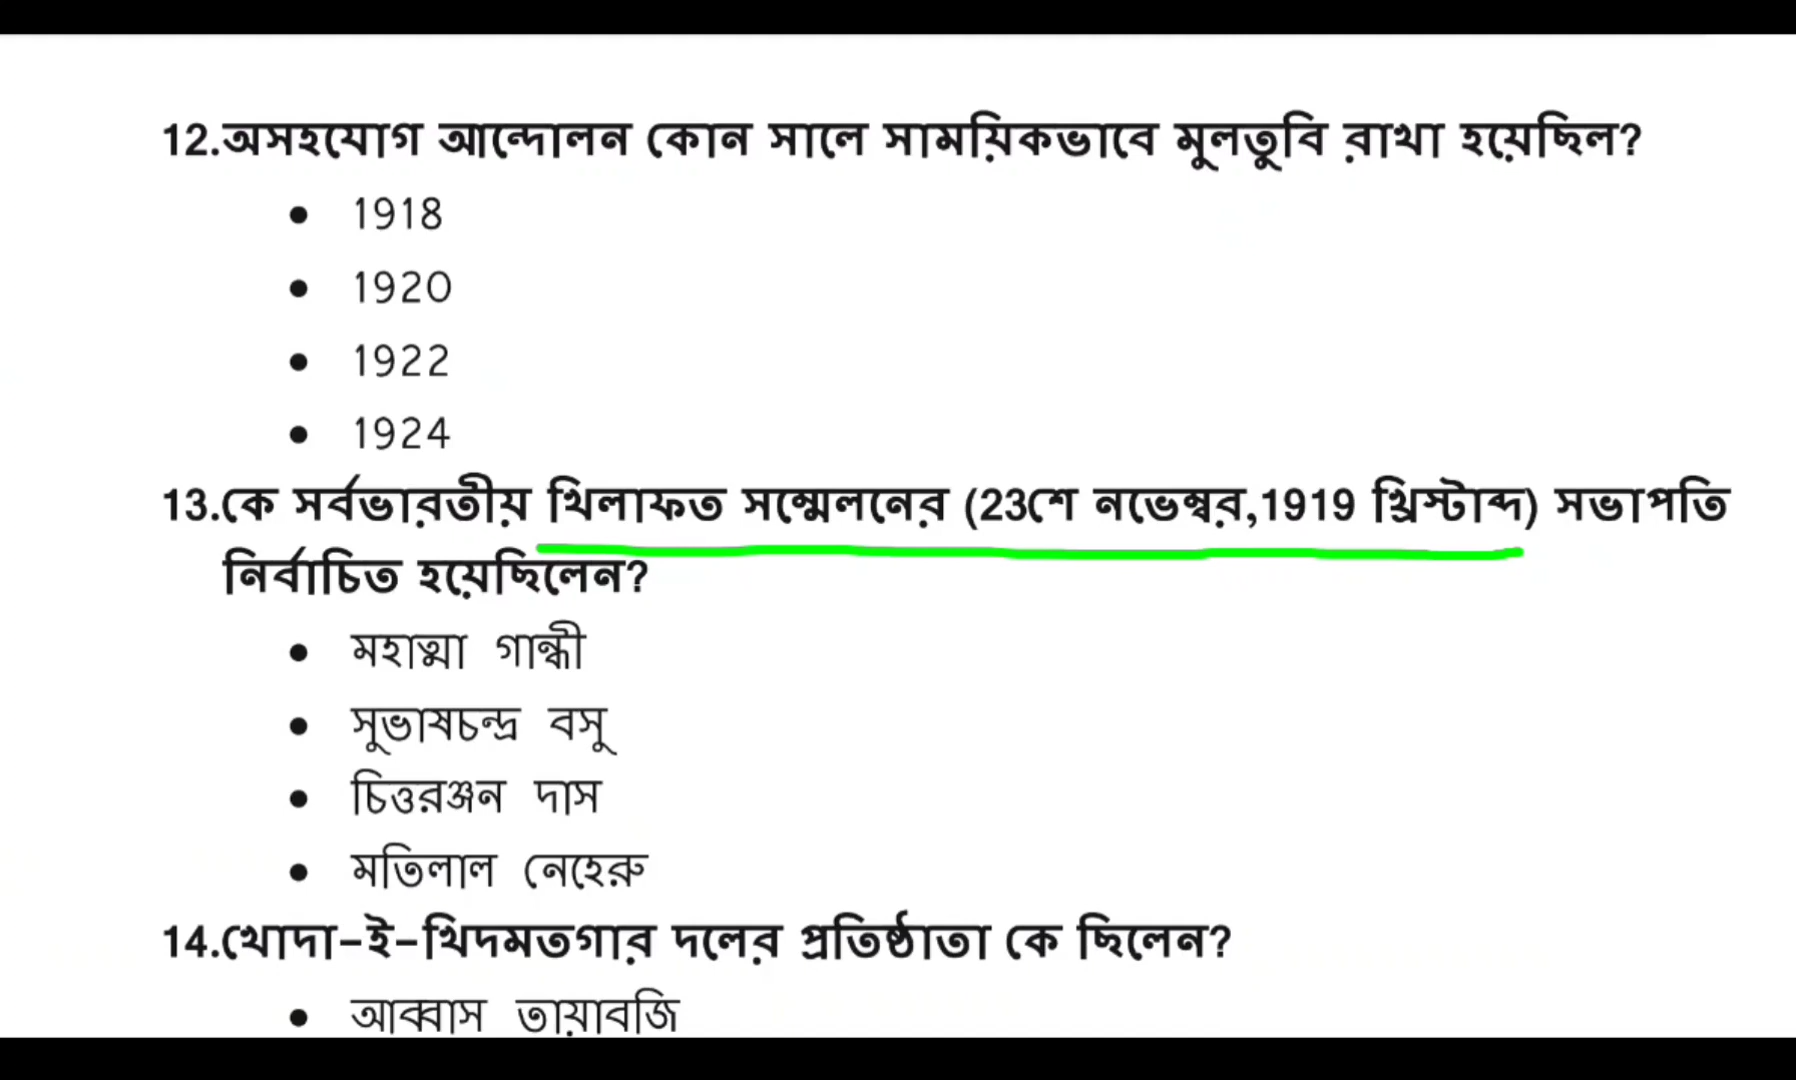 12.অসহযোগ আন্দোলন কোন সালে সাময়িকভাবে মুলতুবি রাখা হয়েছিল?
● 1918
● 1920
● 1922
● 1924
13.কে সর্বভারতীয় খিলাফত সম্মেলনের (23শে নভেম্বর,1919 খ্রিস্টাব্দ) সভাপতি
নির্বাচিত হয়েছিলেন?
● মহাত্মা গান্ধী
● সুভাষচন্দ্র বসু
● চিত্তরঞ্জন দাস
● মতিলাল নেহেরু
14.খোদা-ই-খিদমতগার দলের প্রতিষ্ঠাতা কে ছিলেন?
● আব্বাস তায়াবজি